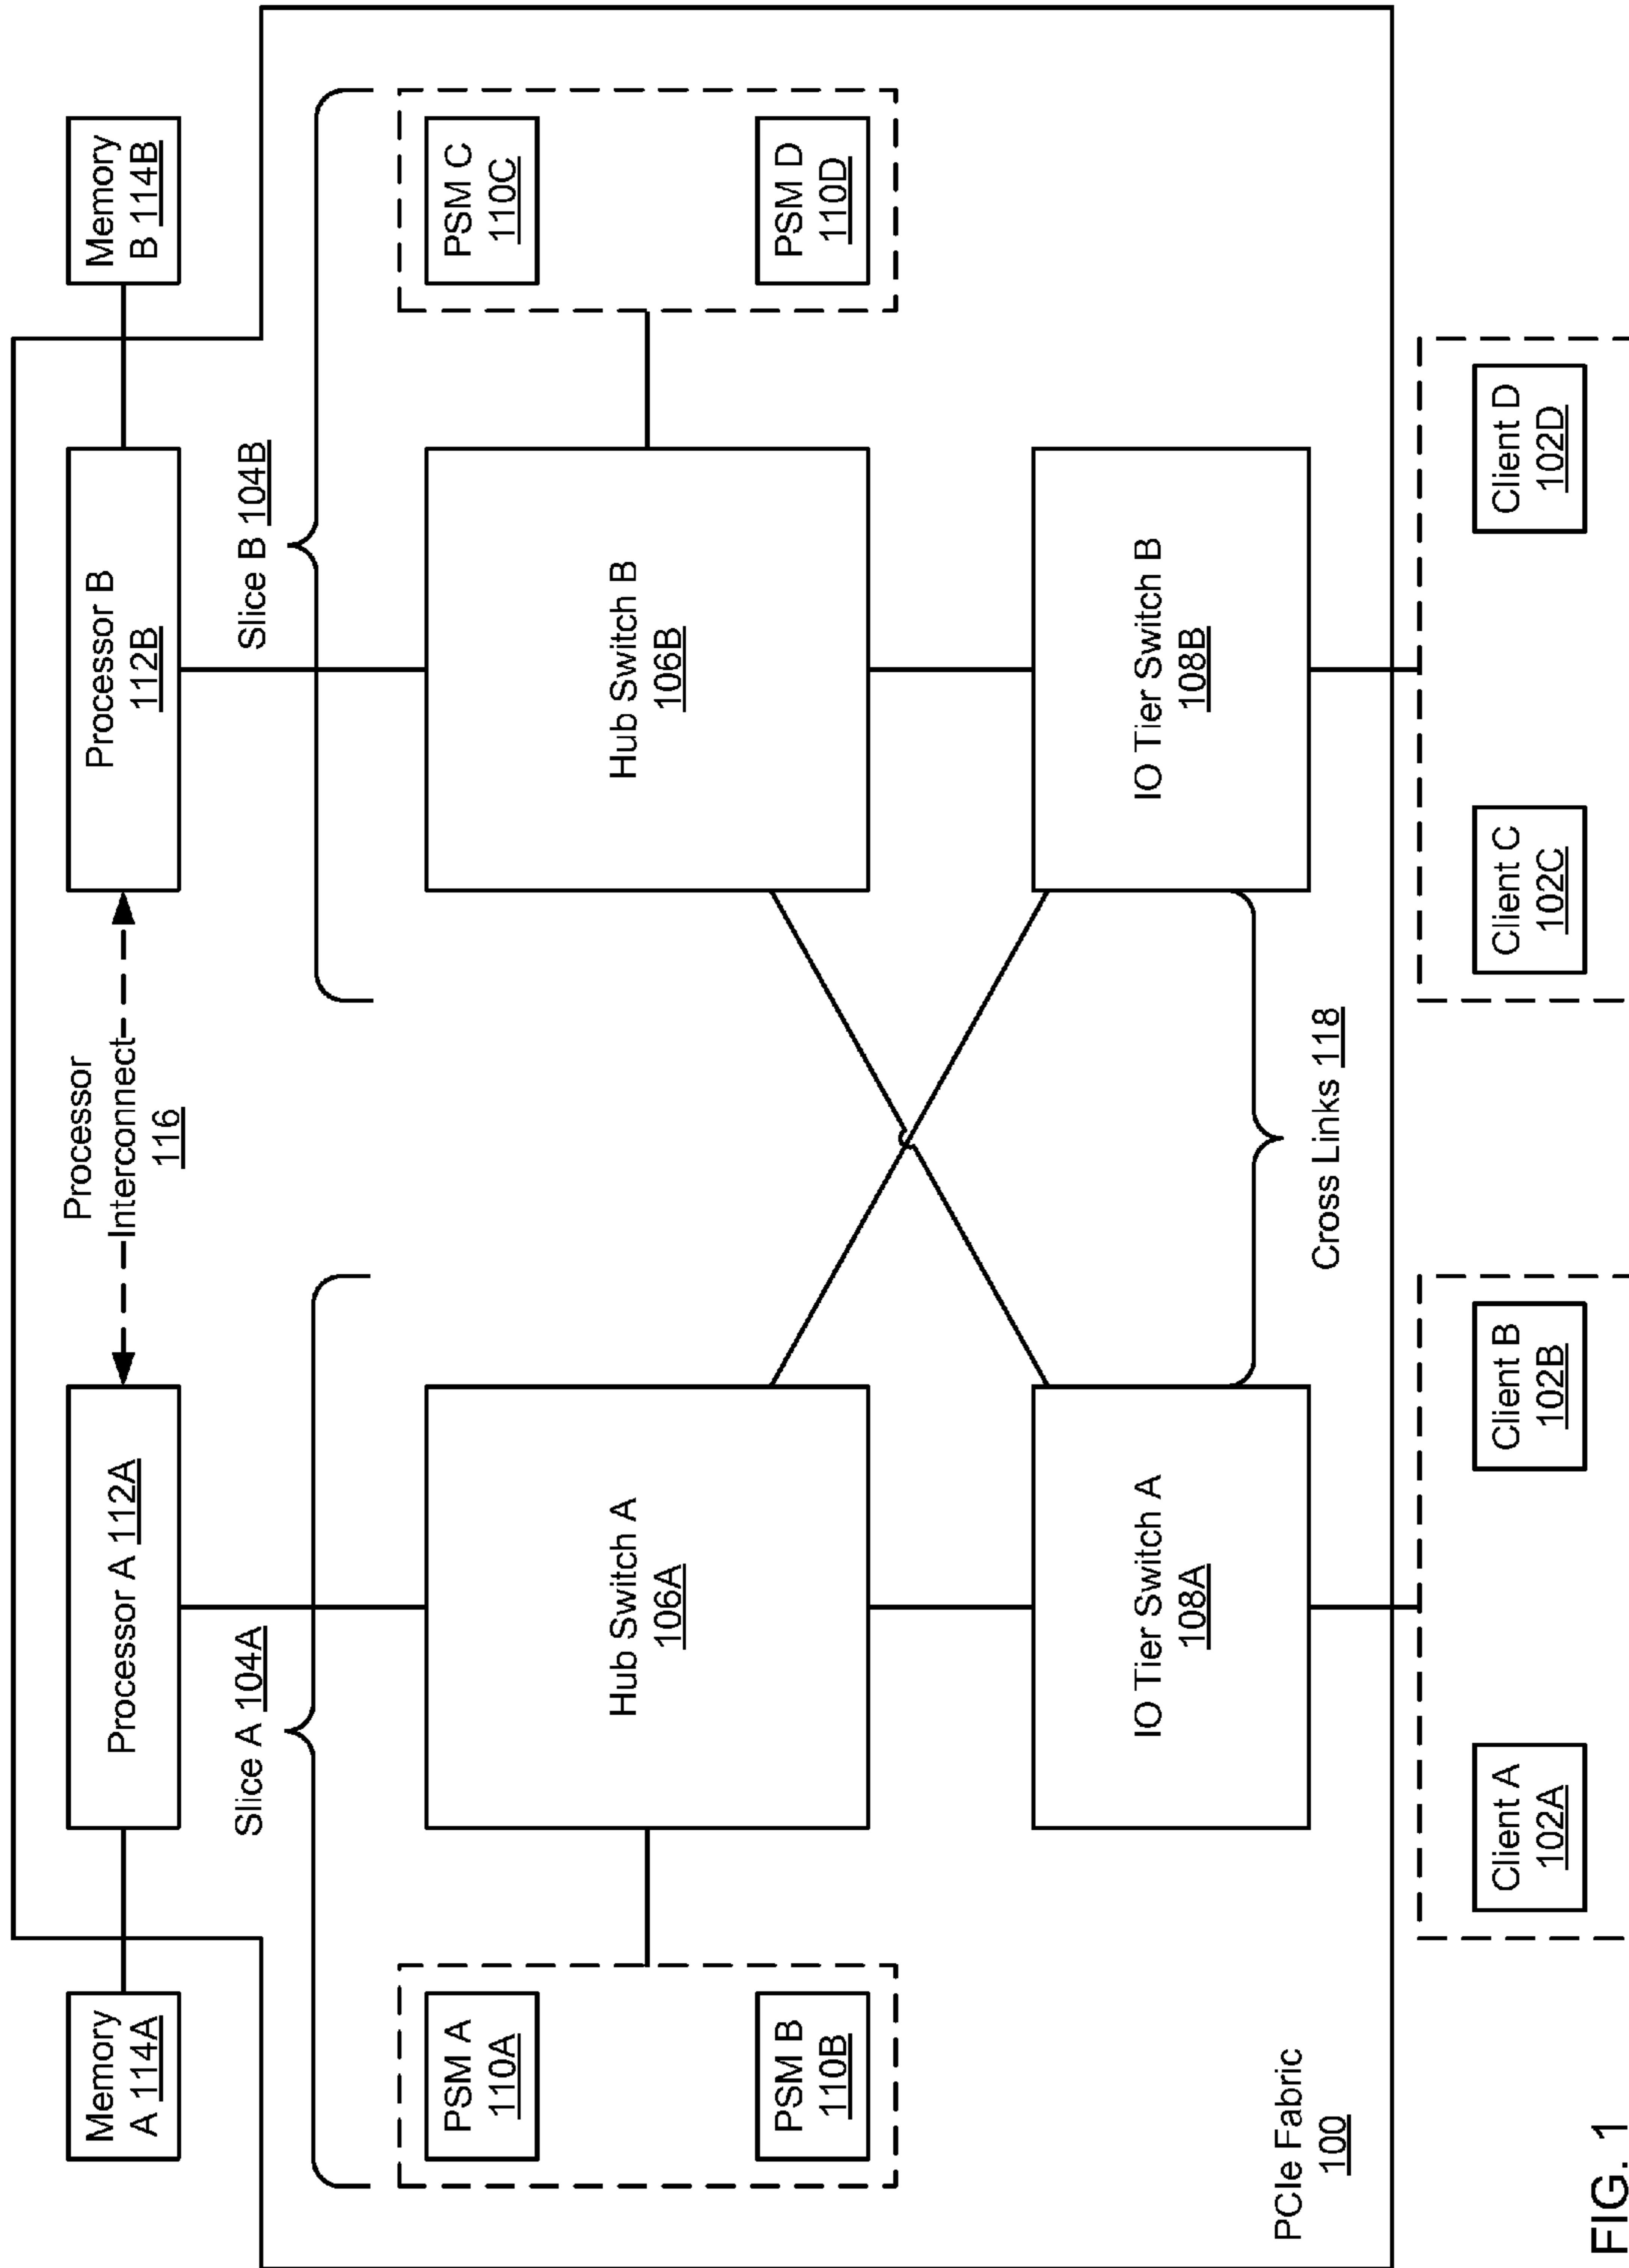 Memory
A 114A
Processor A 112A
Processor
Interconnect
116
Processor B
112B
Memory
B 114B
Slice A 104A
Slice B 104B
PSM A
110A
PSM B
110B
Hub Switch A
106A
Hub Switch B
106B
PSM C
110C
PSM D
110D
IO Tier Switch A
108A
IO Tier Switch B
108B
Cross Links 118
PCIe Fabric
100
Client A
102A
Client B
102B
Client C
102C
Client D
102D
FIG. 1